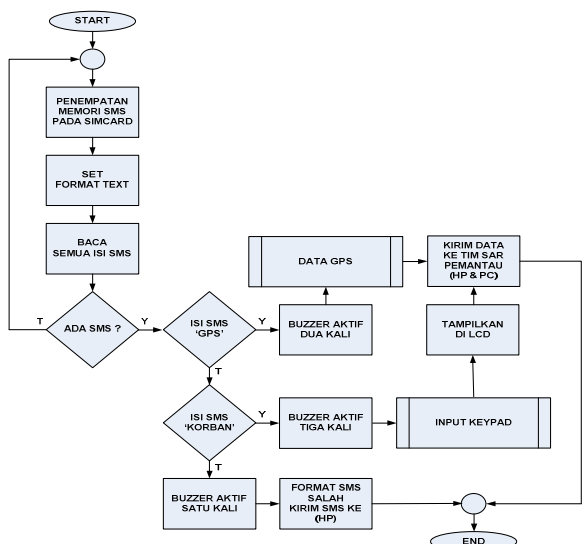 START
PENEMPATAN
MEMORI SMS
PADA SIMCARD
SET
FORMAT TEXT
BACA
SEMUA ISI SMS
T
ADA SMS ?
Y
ISI SMS
'GPS'
Y
BUZZER AKTIF
DUA KALI
DATA GPS
KIRIM DATA
KE TIM SAR
PEMANTAU
(HP & PC)
TAMPILKAN
DI LCD
T
ISI SMS
'KORBAN'
Y
BUZZER AKTIF
TIGA KALI
INPUT KEYPAD
T
BUZZER AKTIF
SATU KALI
FORMAT SMS
SALAH
KIRIM SMS KE
(HP)
END